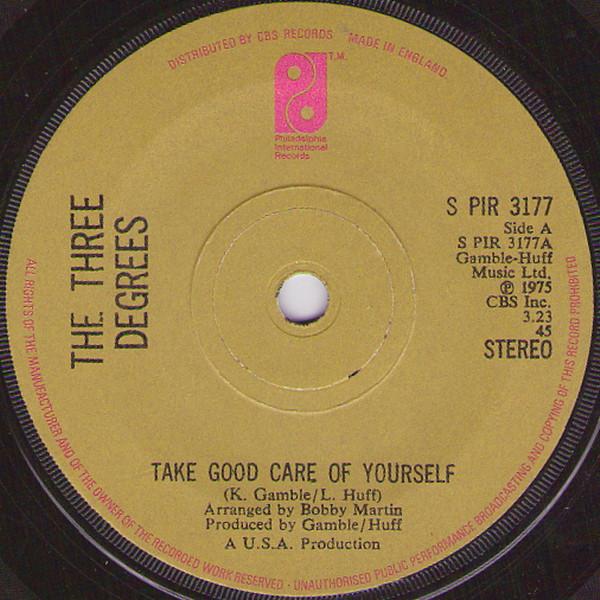 DISTRIBUTED BY CBS RECORDS MADE IN ENGLAND
T.M.
Philadelphia
International
Records
THE THREE
DEGREES
S PIR 3177
Side A
S PIR 3177A
Gamble-Huff
Music Ltd.
℗ 1975
CBS Inc.
3.23
45
STEREO
TAKE GOOD CARE OF YOURSELF
(K. Gamble/L. Huff)
Arranged by Bobby Martin
Produced by Gamble/Huff
A U.S.A. Production
ALL RIGHTS OF THE MANUFACTURER AND OF THE OWNER OF THE RECORDED WORK RESERVED · UNAUTHORISED PUBLIC PERFORMANCE BROADCASTING AND COPYING OF THIS RECORD PROHIBITED